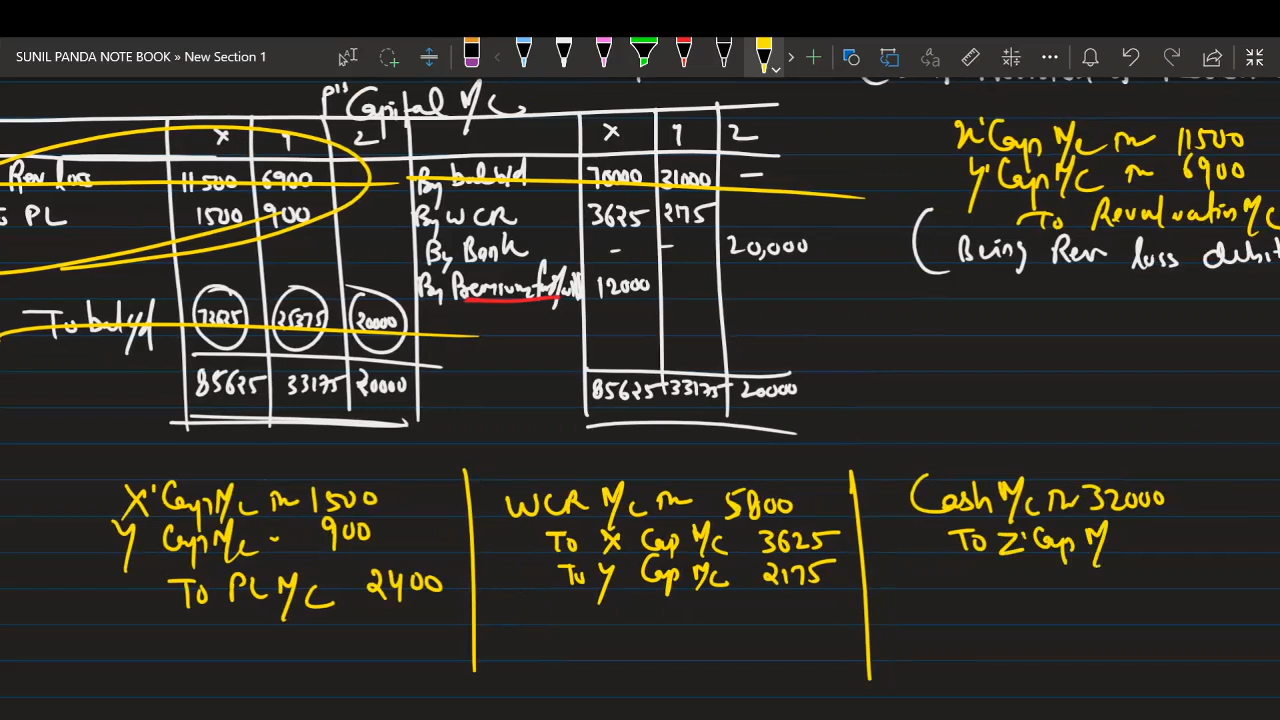 SUNIL PANDA NOTE BOOK » New Section 1
Capital A/c
X Y Z X Y Z
Rev loss 11500 6900 By bal b/d 70000 31000 —
To PL 1500 900 By WCR 3625 2175
By Bank - - 20,000
By Premium for 12000
To bal c/d 72625 25375 20000
85625 33175 20000 85625 33175 20000
X' Cap A/c Dr 11500
Y' Cap A/c Dr 6900
To Revaluation A/c
(Being Rev loss debit
X' Cap A/c Dr 1500
Y Cap A/c - 900
To PL A/c 2400
WCR A/c Dr 5800
To X Cap A/c 3625
To Y Cap A/c 2175
Cash A/c Dr 32000
To Z' Cap A